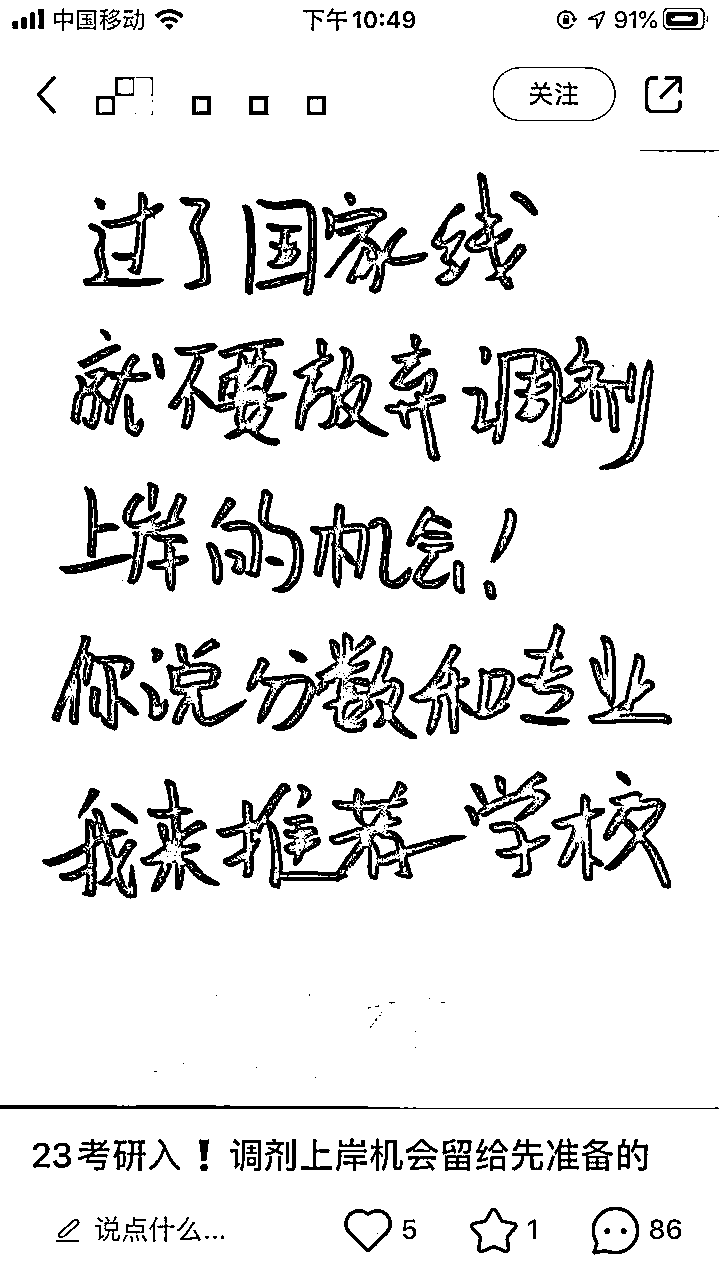 中国移动 下午10:49 91%
关注
过了国家线
就不要放弃调剂
上岸的机会!
你说分数和专业
我来推荐学校
23考研入❗调剂上岸机会留给先准备的
说点什么... 5 1 86